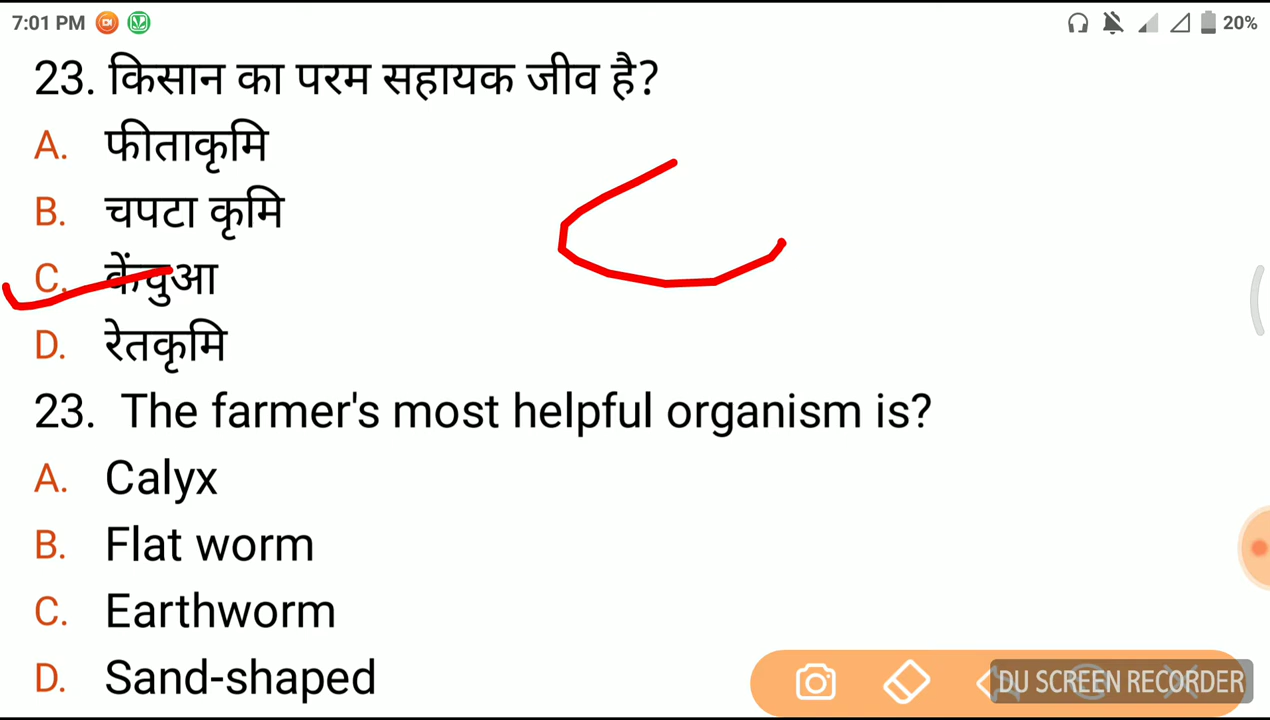 7:01 PM 20%
23. किसान का परम सहायक जीव है?
A. फीताकृमि
B. चपटा कृमि
C. केंचुआ
D. रेतकृमि
23. The farmer's most helpful organism is?
A. Calyx
B. Flat worm
C. Earthworm
D. Sand-shaped
DU SCREEN RECORDER